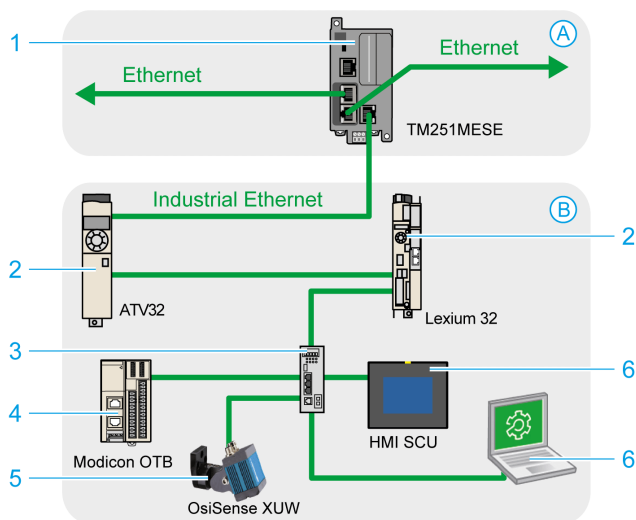 1
A
Ethernet
Ethernet
TM251MESE
Industrial Ethernet
B
2
2
ATV32
Lexium 32
3
6
4
HMI SCU
Modicon OTB
5
6
OsiSense XUW